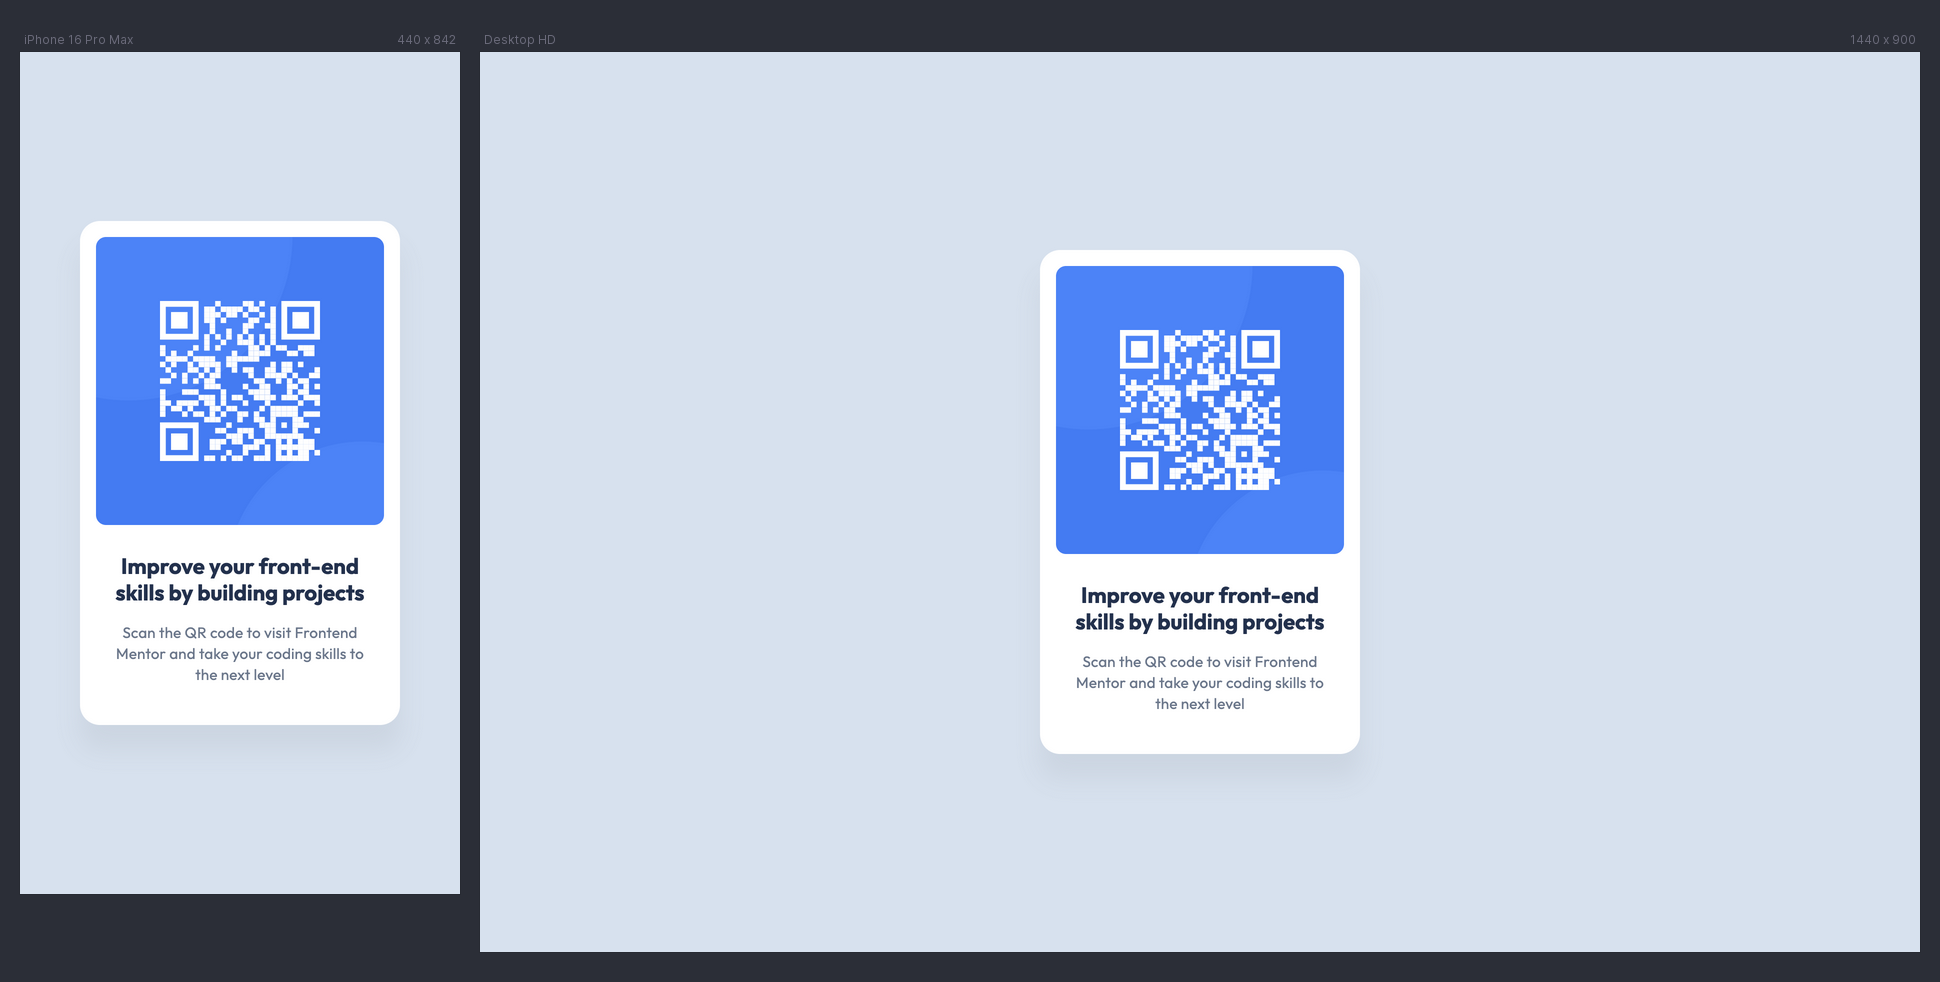 iPhone 16 Pro Max
440 x 842
Improve your front-end
skills by building projects
Scan the QR code to visit Frontend
Mentor and take your coding skills to
the next level
Desktop HD
1440 x 900
Improve your front-end
skills by building projects
Scan the QR code to visit Frontend
Mentor and take your coding skills to
the next level